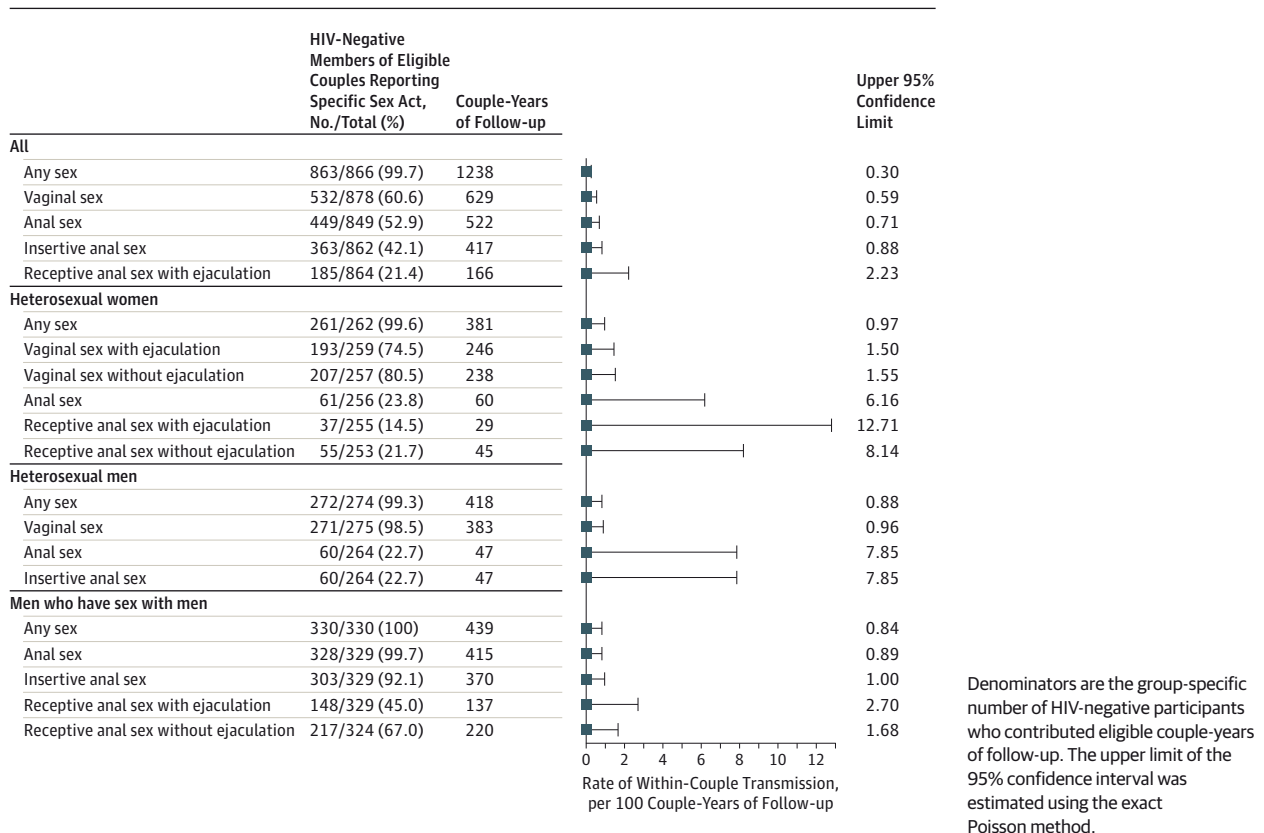 HIV-Negative
Members of Eligible
Couples Reporting
Specific Sex Act,
No./Total (%)
Couple-Years
of Follow-up
Upper 95%
Confidence
Limit
All
Any sex 863/866 (99.7) 1238 0.30
Vaginal sex 532/878 (60.6) 629 0.59
Anal sex 449/849 (52.9) 522 0.71
Insertive anal sex 363/862 (42.1) 417 0.88
Receptive anal sex with ejaculation 185/864 (21.4) 166 2.23
Heterosexual women
Any sex 261/262 (99.6) 381 0.97
Vaginal sex with ejaculation 193/259 (74.5) 246 1.50
Vaginal sex without ejaculation 207/257 (80.5) 238 1.55
Anal sex 61/256 (23.8) 60 6.16
Receptive anal sex with ejaculation 37/255 (14.5) 29 12.71
Receptive anal sex without ejaculation 55/253 (21.7) 45 8.14
Heterosexual men
Any sex 272/274 (99.3) 418 0.88
Vaginal sex 271/275 (98.5) 383 0.96
Anal sex 60/264 (22.7) 47 7.85
Insertive anal sex 60/264 (22.7) 47 7.85
Men who have sex with men
Any sex 330/330 (100) 439 0.84
Anal sex 328/329 (99.7) 415 0.89
Insertive anal sex 303/329 (92.1) 370 1.00
Receptive anal sex with ejaculation 148/329 (45.0) 137 2.70
Receptive anal sex without ejaculation 217/324 (67.0) 220 1.68
0 2 4 6 8 10 12
Rate of Within-Couple Transmission,
per 100 Couple-Years of Follow-up
Denominators are the group-specific
number of HIV-negative participants
who contributed eligible couple-years
of follow-up. The upper limit of the
95% confidence interval was
estimated using the exact
Poisson method.